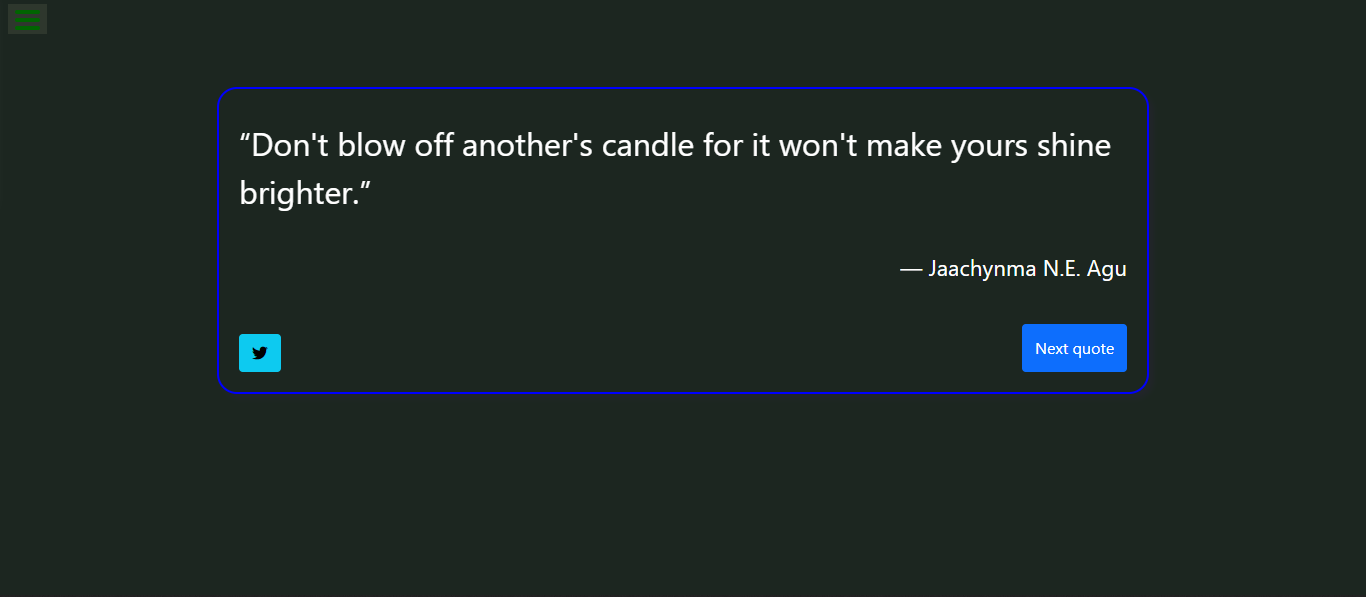 “Don't blow off another's candle for it won't make yours shine
brighter.”
— Jaachynma N.E. Agu
Next quote